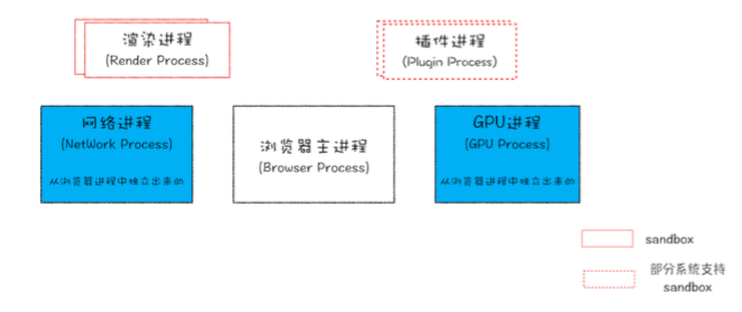 渲染进程
(Render Process)
插件进程
(Plugin Process)
网络进程
(NetWork Process)
从浏览器进程中独立出来的
浏览器主进程
(Browser Process)
GPU进程
(GPU Process)
从浏览器进程中独立出来的
sandbox
部分系统支持
sandbox